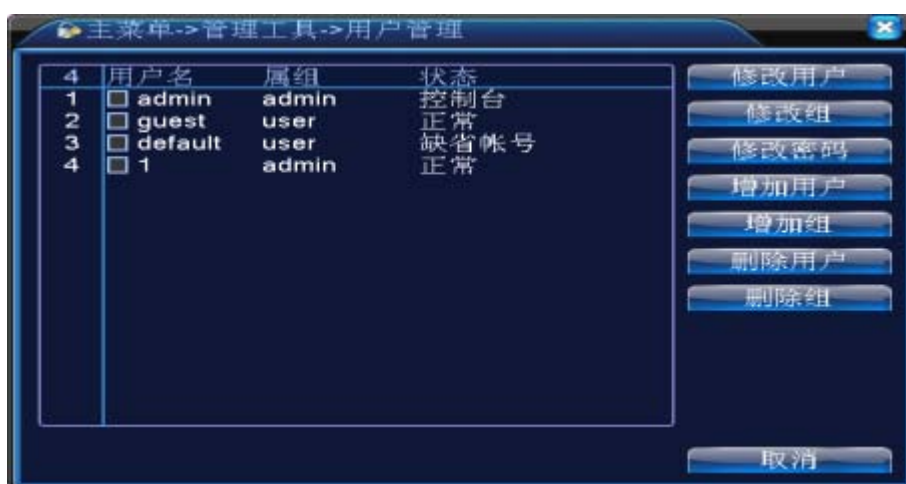 主菜单->管理工具->用户管理
4 用户名 属组 状态
1 admin admin 控制台
2 guest user 正常
3 default user 缺省帐号
4 1 admin 正常
修改用户
修改组
修改密码
增加用户
增加组
删除用户
删除组
取消